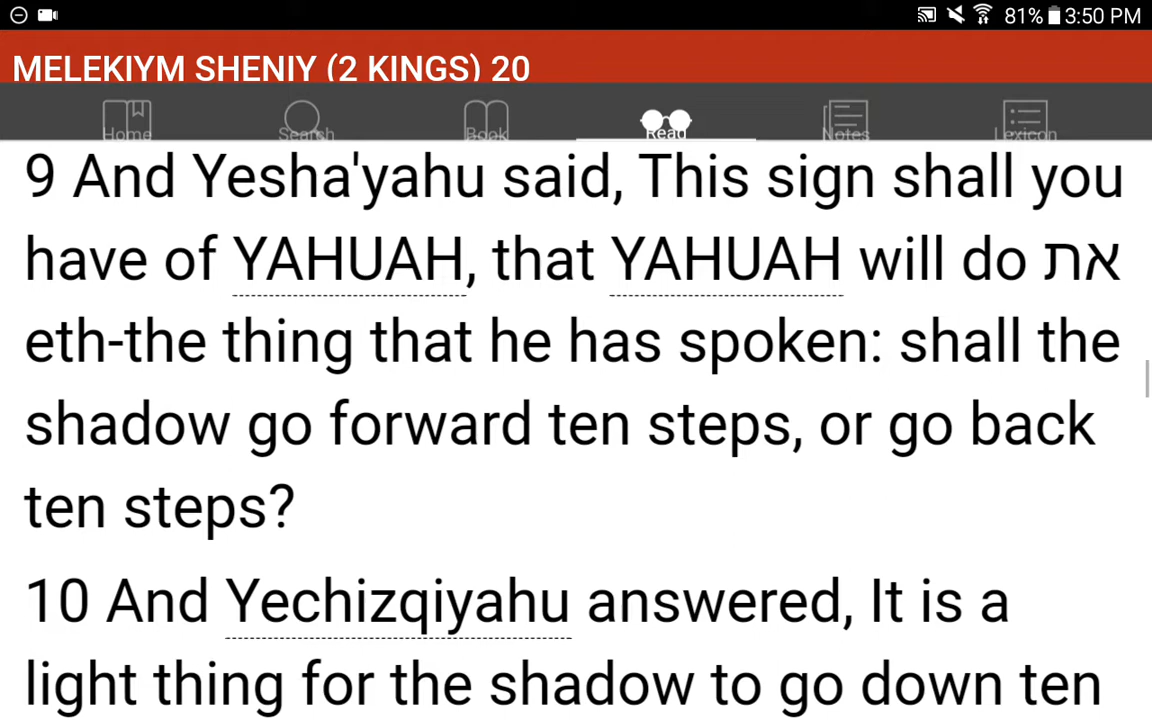 81% 3:50 PM
MELEKIYM SHENIY (2 KINGS) 20
Home Search Book Read Notes Lexicon
9 And Yesha'yahu said, This sign shall you
have of YAHUAH, that YAHUAH will do את
eth-the thing that he has spoken: shall the
shadow go forward ten steps, or go back
ten steps?
10 And Yechizqiyahu answered, It is a
light thing for the shadow to go down ten